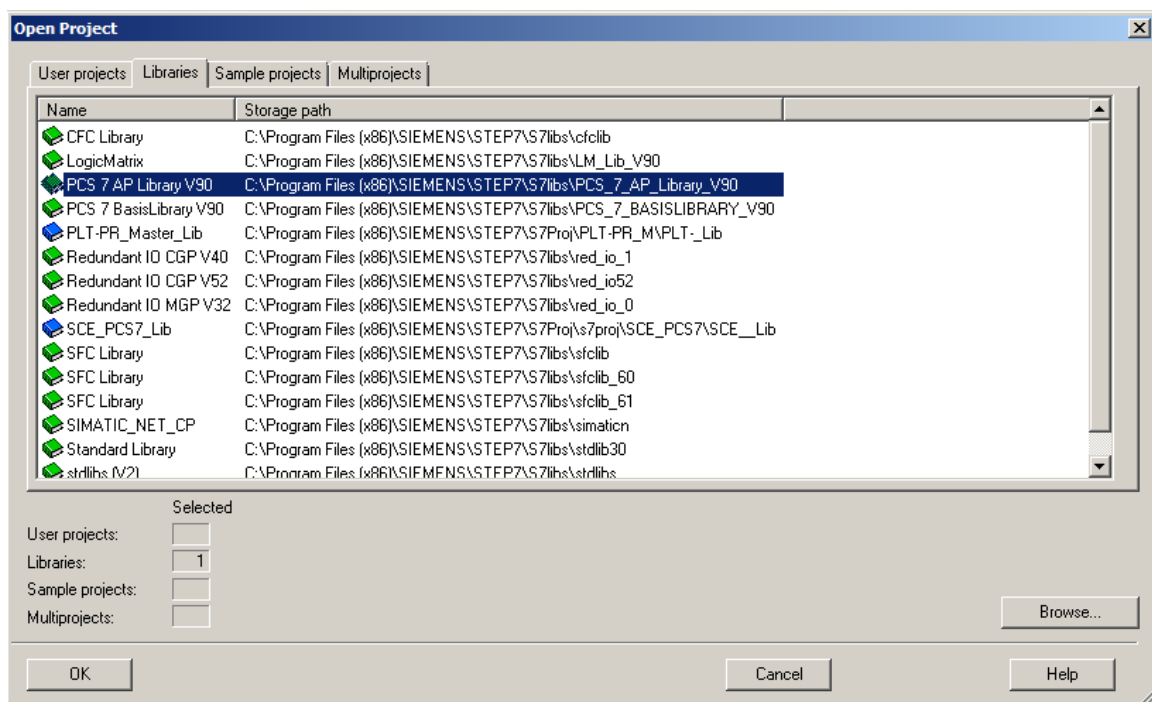 Open Project
User projects Libraries Sample projects Multiprojects
Name Storage path
CFC Library C:\Program Files (x86)\SIEMENS\STEP7\S7libs\cfclib
LogicMatrix C:\Program Files (x86)\SIEMENS\STEP7\S7libs\LM_Lib_V90
PCS 7 AP Library V90 C:\Program Files (x86)\SIEMENS\STEP7\S7libs\PCS_7_AP_Library_V90
PCS 7 BasisLibrary V90 C:\Program Files (x86)\SIEMENS\STEP7\S7libs\PCS_7_BASISLIBRARY_V90
PLT-PR_Master_Lib C:\Program Files (x86)\SIEMENS\STEP7\S7Proj\PLT-PR_M\PLT-_Lib
Redundant IO CGP V40 C:\Program Files (x86)\SIEMENS\STEP7\S7libs\red_io_1
Redundant IO CGP V52 C:\Program Files (x86)\SIEMENS\STEP7\S7libs\red_io52
Redundant IO MGP V32 C:\Program Files (x86)\SIEMENS\STEP7\S7libs\red_io_0
SCE_PCS7_Lib C:\Program Files (x86)\SIEMENS\STEP7\S7Proj\s7proj\SCE_PCS7\SCE__Lib
SFC Library C:\Program Files (x86)\SIEMENS\STEP7\S7libs\sfclib
SFC Library C:\Program Files (x86)\SIEMENS\STEP7\S7libs\sfclib_60
SFC Library C:\Program Files (x86)\SIEMENS\STEP7\S7libs\sfclib_61
SIMATIC_NET_CP C:\Program Files (x86)\SIEMENS\STEP7\S7libs\simaticn
Standard Library C:\Program Files (x86)\SIEMENS\STEP7\S7libs\stdlib30
stdlibs (V2) C:\Program Files (x86)\SIEMENS\STEP7\S7libs\stdlibs
Selected
User projects:
Libraries: 1
Sample projects:
Multiprojects:
Browse...
OK Cancel Help